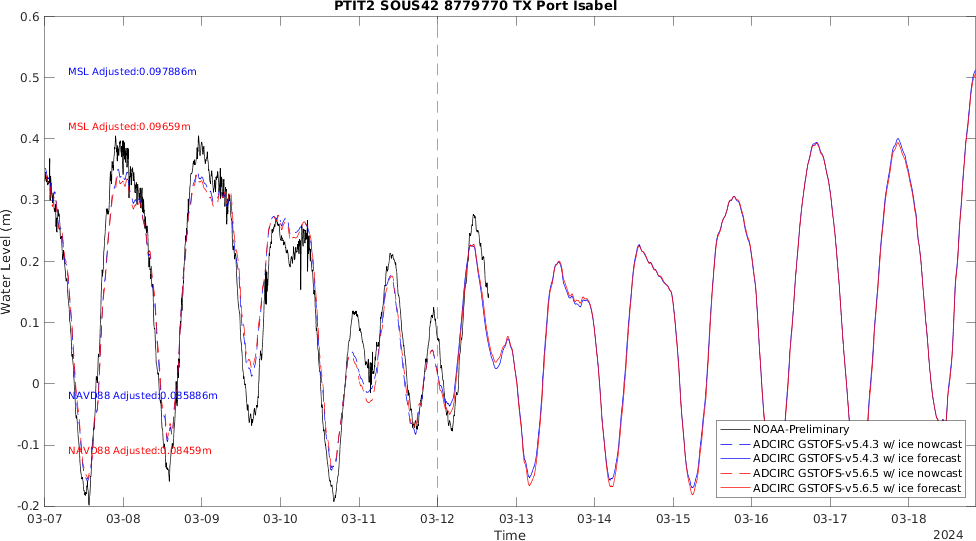 PTIT2 SOUS42 8779770 TX Port Isabel
0.6
0.5
0.4
0.3
0.2
0.1
0
-0.1
-0.2
Water Level (m)
MSL Adjusted:0.097886m
MSL Adjusted:0.09659m
NAVD88 Adjusted:0.085886m
NAVD88 Adjusted:0.08459m
NOAA-Preliminary
ADCIRC GSTOFS-v5.4.3 w/ ice nowcast
ADCIRC GSTOFS-v5.4.3 w/ ice forecast
ADCIRC GSTOFS-v5.6.5 w/ ice nowcast
ADCIRC GSTOFS-v5.6.5 w/ ice forecast
03-07 03-08 03-09 03-10 03-11 03-12 03-13 03-14 03-15 03-16 03-17 03-18
Time
2024